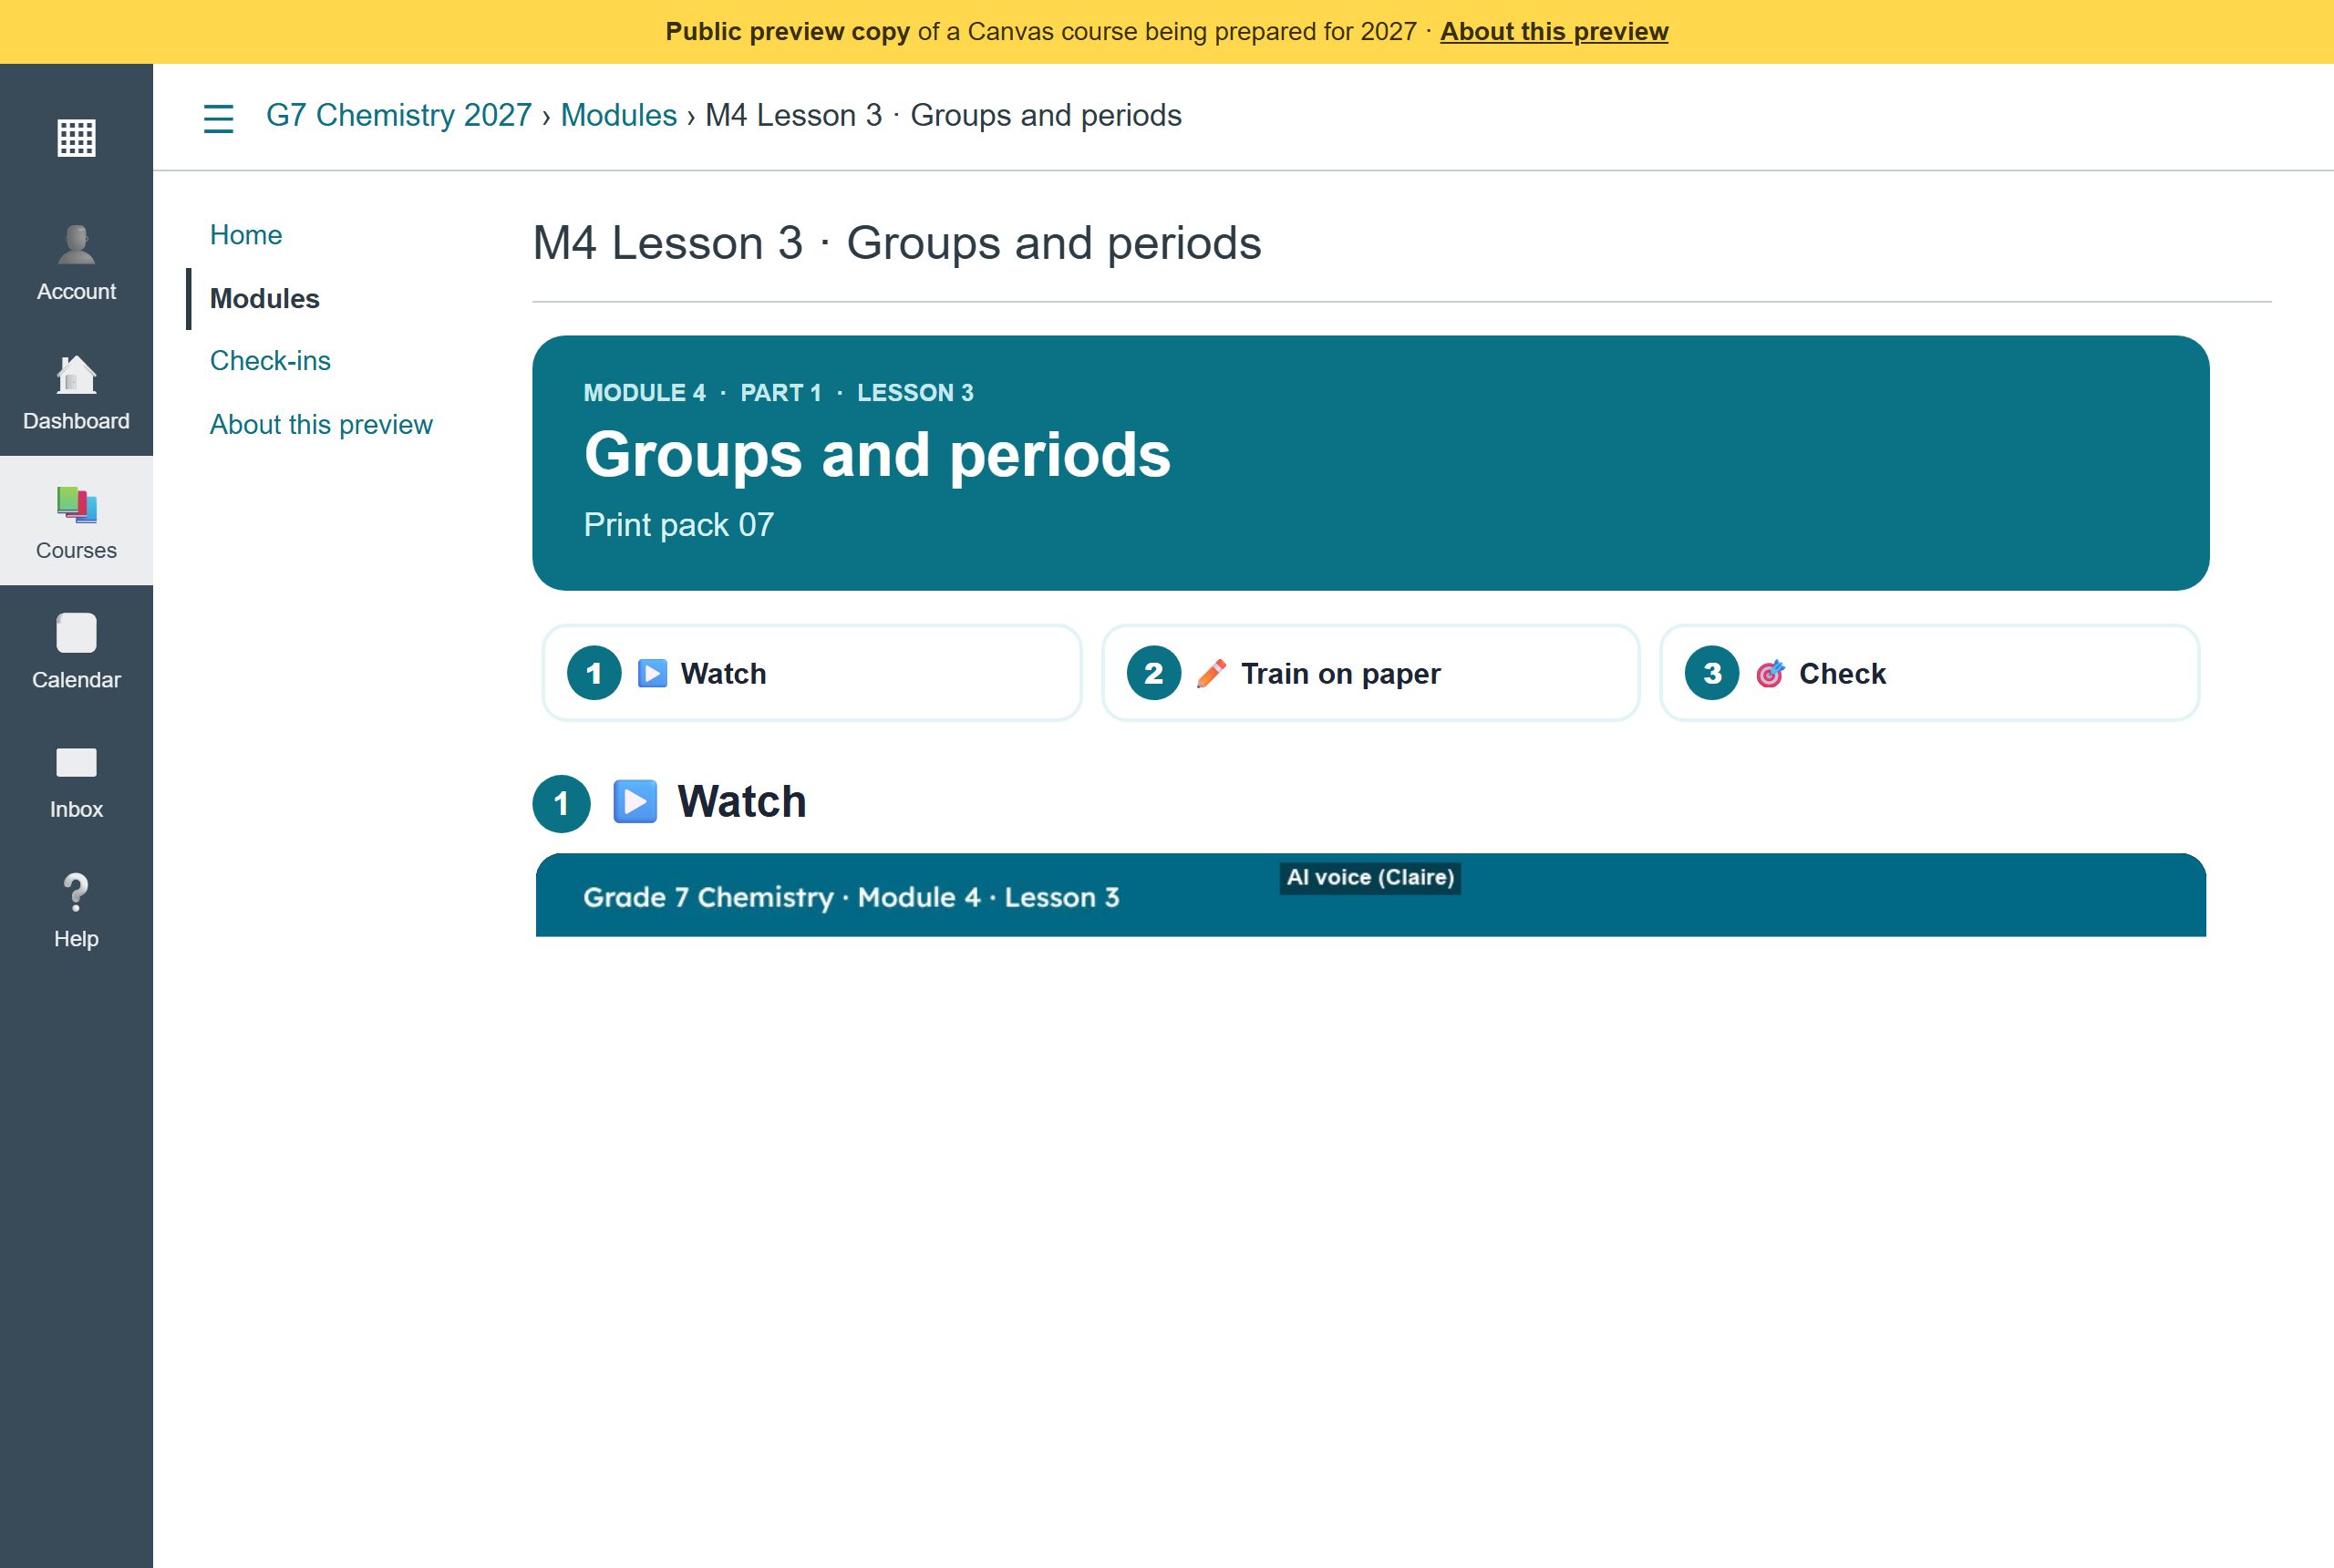 Public preview copy of a Canvas course being prepared for 2027 · About this preview
G7 Chemistry 2027 › Modules › M4 Lesson 3 · Groups and periods
Account
Dashboard
Courses
Calendar
Inbox
Help
Home
Modules
Check-ins
About this preview
M4 Lesson 3 · Groups and periods
MODULE 4 · PART 1 · LESSON 3
Groups and periods
Print pack 07
1 Watch
2 Train on paper
3 Check
1 Watch
Grade 7 Chemistry · Module 4 · Lesson 3
AI voice (Claire)